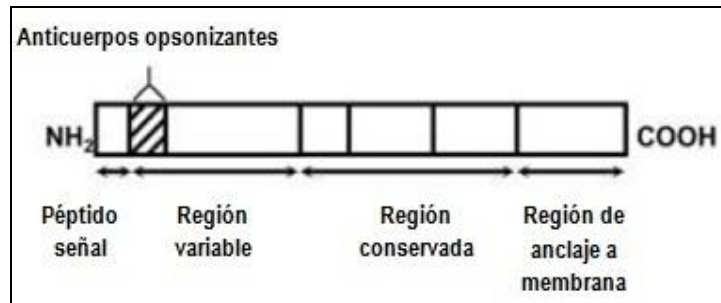 Anticuerpos opsonizantes
NH₂
COOH
Péptido
señal
Región
variable
Región
conservada
Región de
anclaje a
membrana